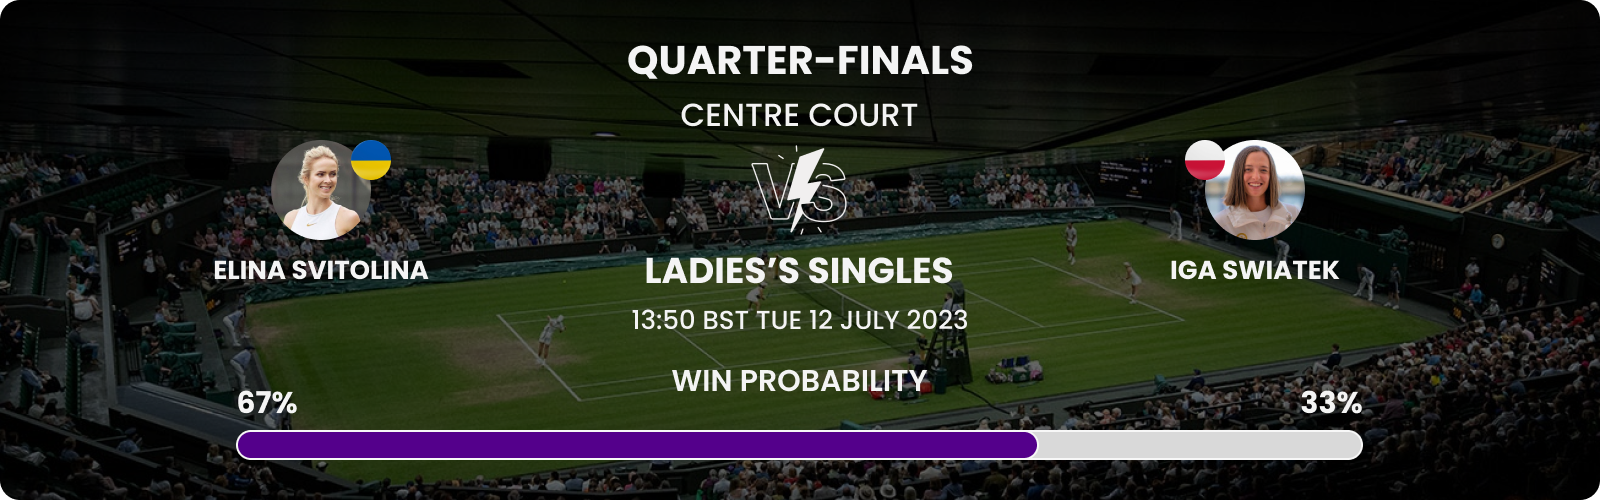 QUARTER-FINALS
CENTRE COURT
VS
ELINA SVITOLINA
IGA SWIATEK
LADIES’S SINGLES
13:50 BST TUE 12 JULY 2023
WIN PROBABILITY
67%
33%